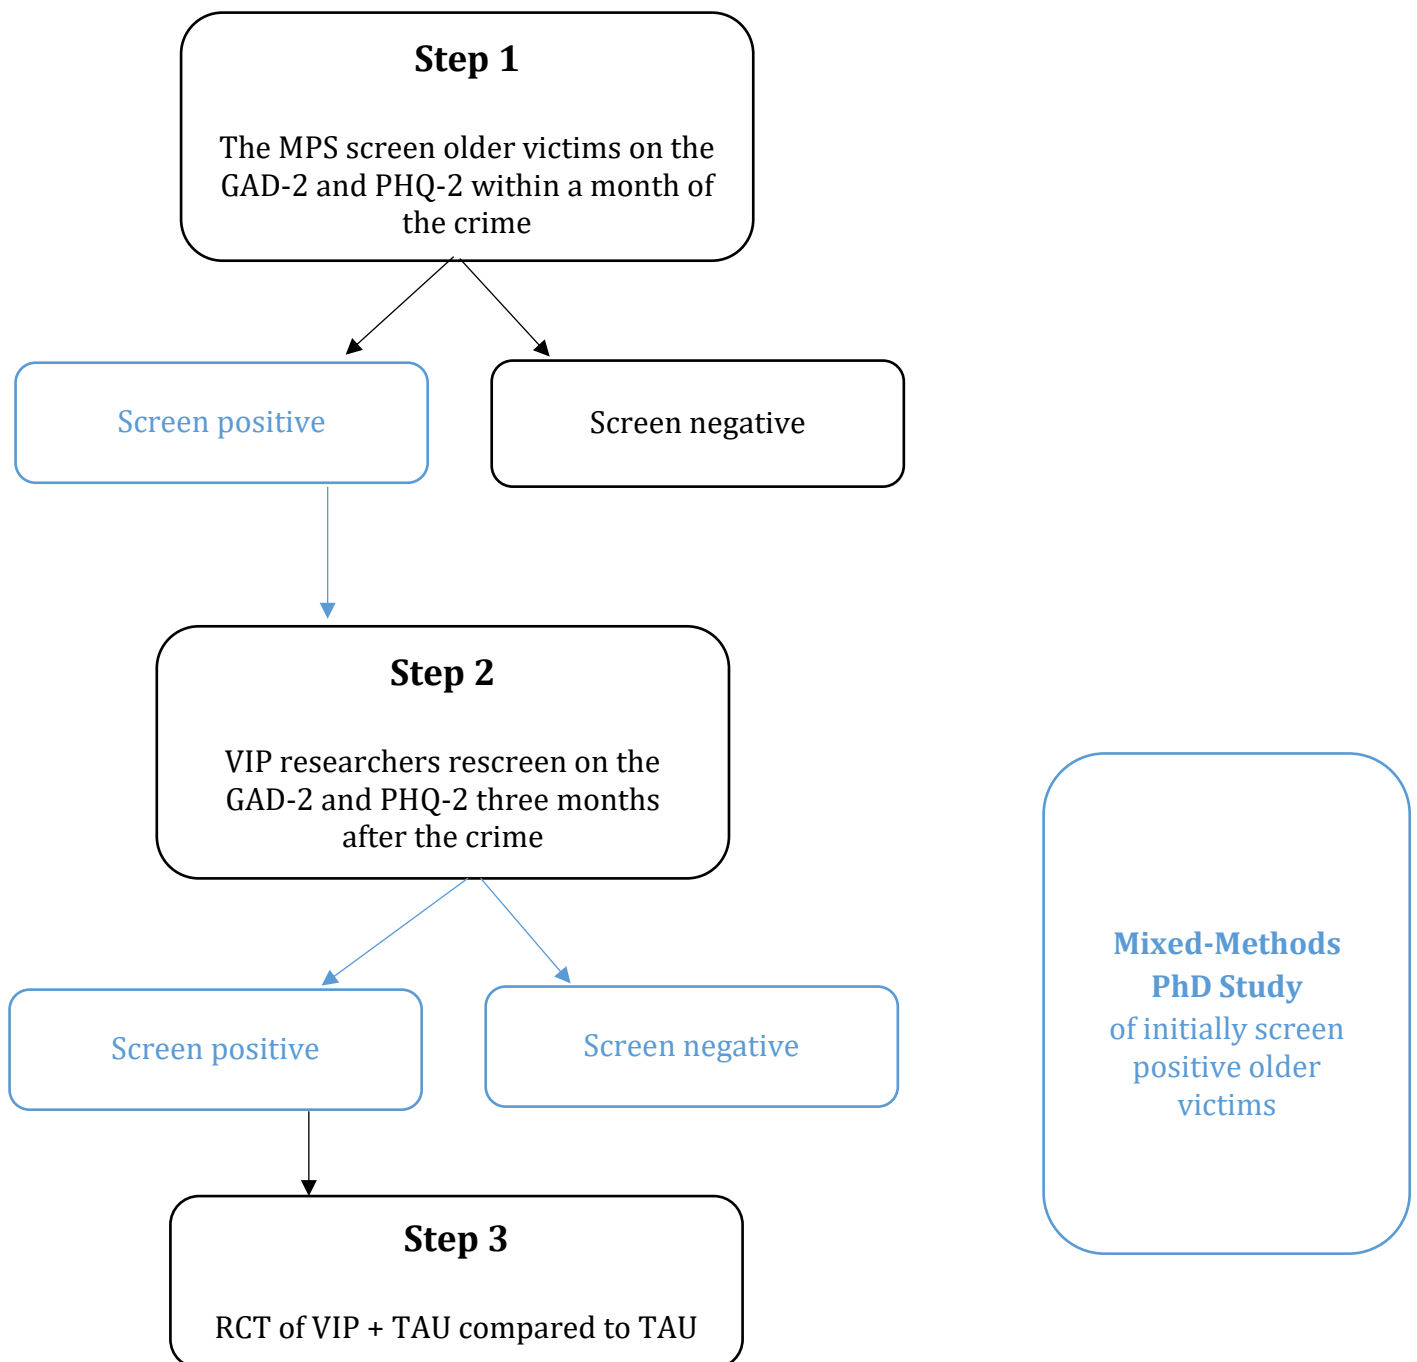 Step 1
The MPS screen older victims on the
GAD-2 and PHQ-2 within a month of
the crime
Screen positive
Screen negative
Step 2
VIP researchers rescreen on the
GAD-2 and PHQ-2 three months
after the crime
Mixed-Methods
PhD Study
of initially screen
positive older
victims
Screen positive
Screen negative
Step 3
RCT of VIP + TAU compared to TAU